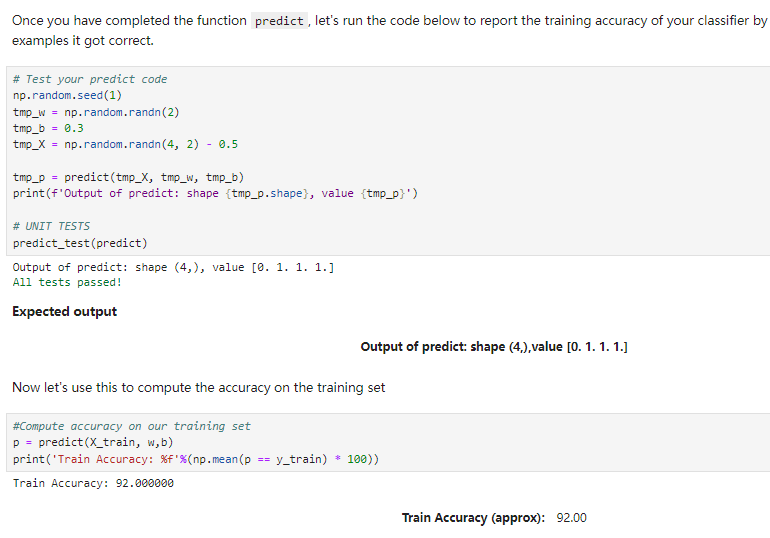 Once you have completed the function predict, let's run the code below to report the training accuracy of your classifier by
examples it got correct.
# Test your predict code
np.random.seed(1)
tmp_w = np.random.randn(2)
tmp_b = 0.3
tmp_X = np.random.randn(4, 2) - 0.5
tmp_p = predict(tmp_X, tmp_w, tmp_b)
print(f'Output of predict: shape {tmp_p.shape}, value {tmp_p}')
# UNIT TESTS
predict_test(predict)
Output of predict: shape (4,), value [0. 1. 1. 1.]
All tests passed!
Expected output
Output of predict: shape (4,),value [0. 1. 1. 1.]
Now let's use this to compute the accuracy on the training set
#Compute accuracy on our training set
p = predict(X_train, w,b)
print('Train Accuracy: %f'%(np.mean(p == y_train) * 100))
Train Accuracy: 92.000000
Train Accuracy (approx): 92.00